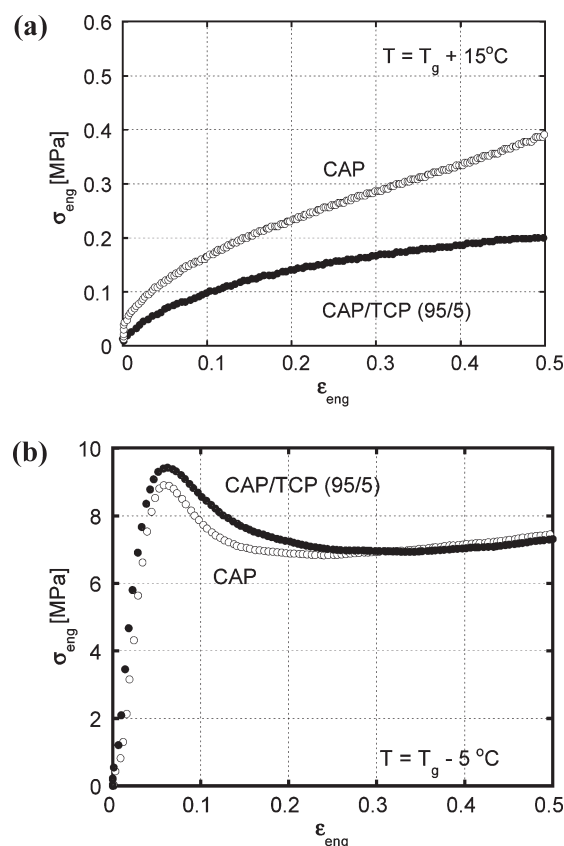 (a)
0.6
T = Tg + 15°C
0.5
0.4
CAP
σeng [MPa]
0.3
0.2
CAP/TCP (95/5)
0.1
0
0 0.1 0.2 0.3 0.4 0.5
εeng
(b)
10
CAP/TCP (95/5)
8
CAP
6
σeng [MPa]
4
2
T = Tg - 5 °C
0
0 0.1 0.2 0.3 0.4 0.5
εeng